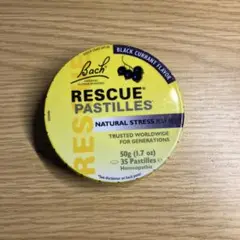 BLACK CURRANT FLAVOR
Bach
RESCUE
RESCUE®
PASTILLES
NATURAL STRESS
TRUSTED WORLDWIDE
FOR GENERATIONS
50g (1.7 oz)
35 Pastilles
Homeopathic